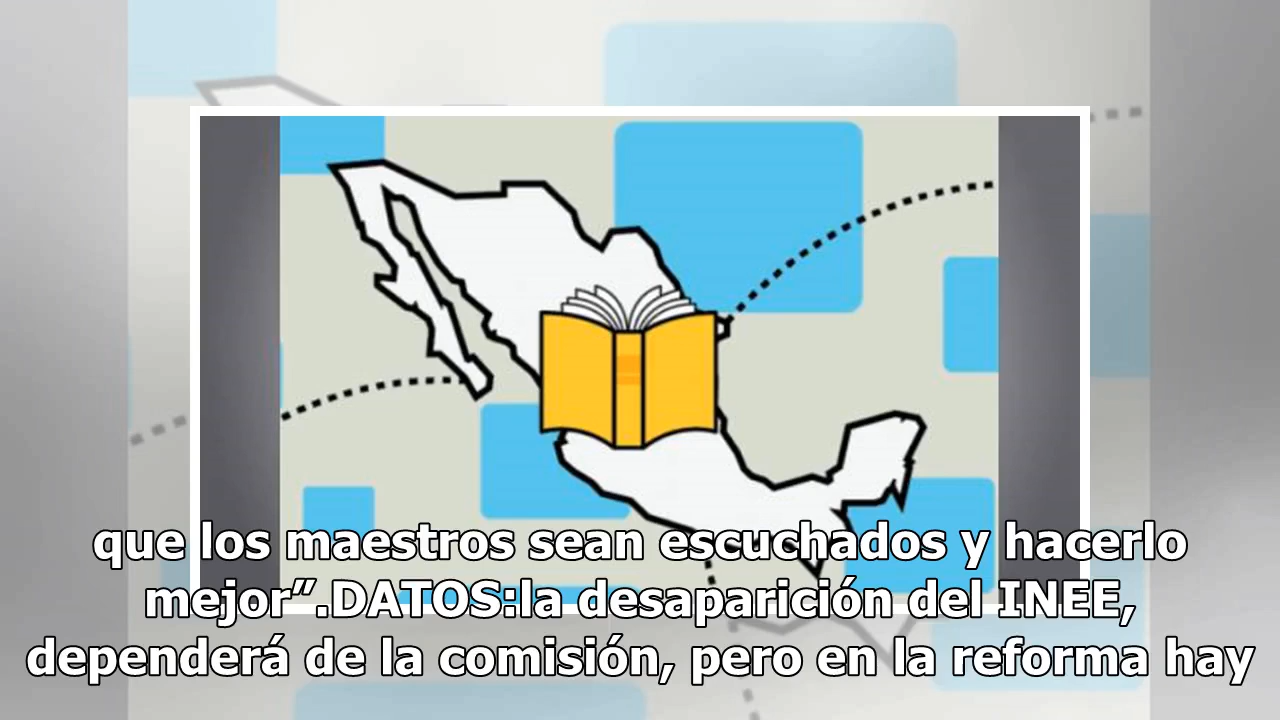 que los maestros sean escuchados y hacerlo
mejor”.DATOS:la desaparición del INEE,
dependerá de la comisión, pero en la reforma hay